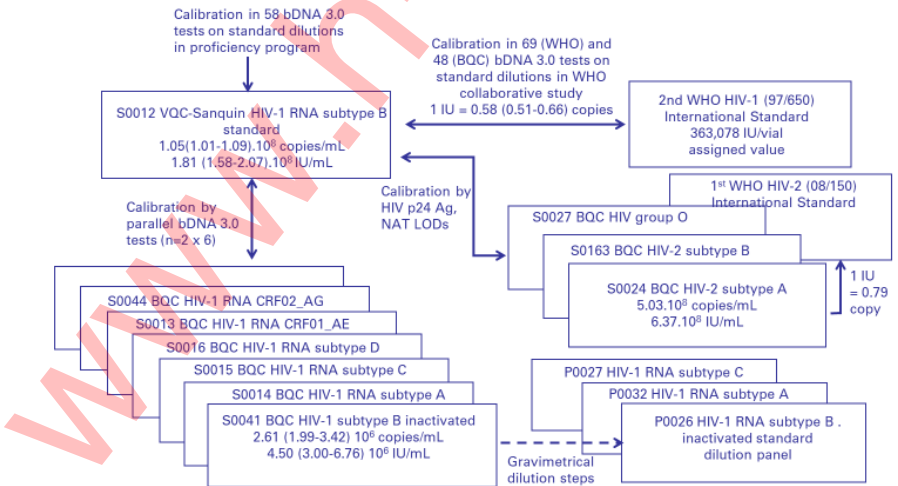 Calibration in 58 bDNA 3.0
tests on standard dilutions
in proficiency program
Calibration in 69 (WHO) and
48 (BQC) bDNA 3.0 tests on
standard dilutions in WHO
collaborative study
1 IU = 0.58 (0.51-0.66) copies
S0012 VQC-Sanquin HIV-1 RNA subtype B
standard
1.05(1.01-1.09).10⁸ copies/mL
1.81 (1.58-2.07).10⁸ IU/mL
2nd WHO HIV-1 (97/650)
International Standard
363,078 IU/vial
assigned value
Calibration by
parallel bDNA 3.0
tests (n=2 x 6)
Calibration by
HIV p24 Ag,
NAT LODs
1ˢᵗ WHO HIV-2 (08/150)
International Standard
S0027 BQC HIV group O
S0163 BQC HIV-2 subtype B
S0024 BQC HIV-2 subtype A
5.03.10⁸ copies/mL
6.37.10⁸ IU/mL
1 IU
= 0.79
copy
S0044 BQC HIV-1 RNA CRF02_AG
S0013 BQC HIV-1 RNA CRF01_AE
S0016 BQC HIV-1 RNA subtype D
S0015 BQC HIV-1 RNA subtype C
S0014 BQC HIV-1 RNA subtype A
S0041 BQC HIV-1 subtype B inactivated
2.61 (1.99-3.42) 10⁶ copies/mL
4.50 (3.00-6.76) 10⁶ IU/mL
Gravimetrical
dilution steps
P0027 HIV-1 RNA subtype C
P0032 HIV-1 RNA subtype A
P0026 HIV-1 RNA subtype B .
inactivated standard
dilution panel
www.h